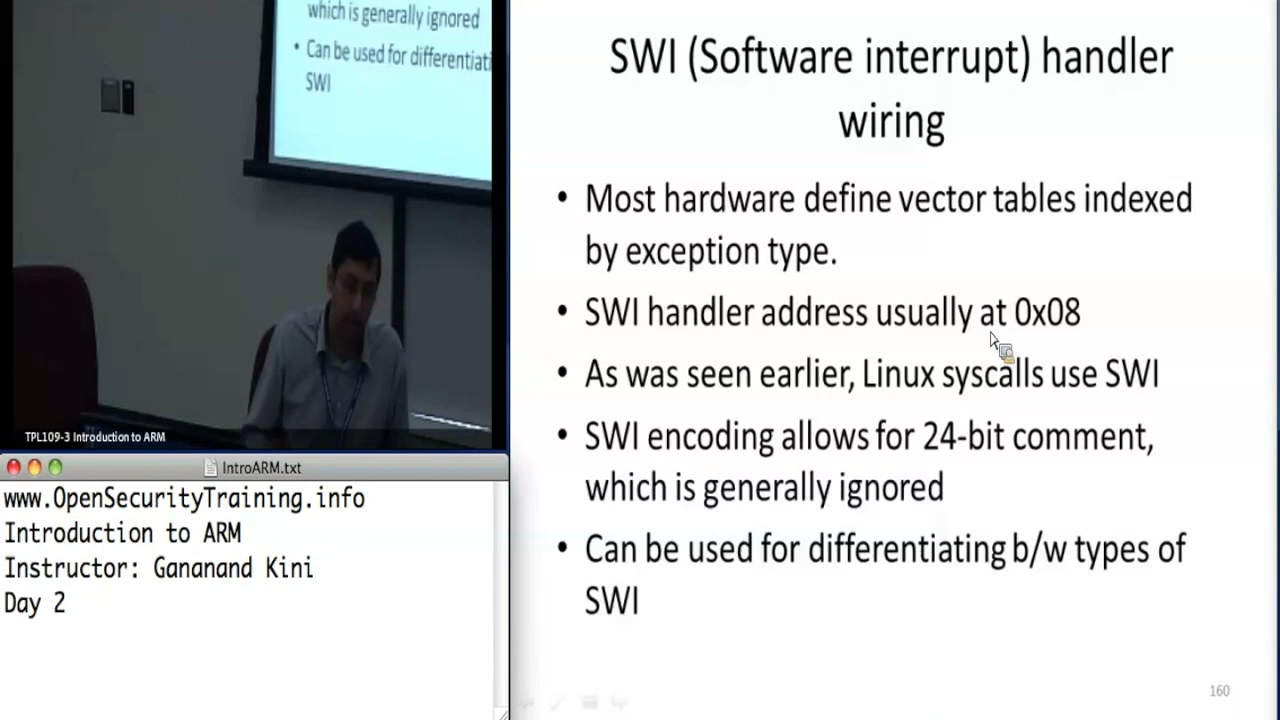 which is generally ignored
• Can be used for differentiati
SWI
TPL109-3 Introduction to ARM
IntroARM.txt
www.OpenSecurityTraining.info
Introduction to ARM
Instructor: Gananand Kini
Day 2
SWI (Software interrupt) handler
wiring
• Most hardware define vector tables indexed
by exception type.
• SWI handler address usually at 0x08
• As was seen earlier, Linux syscalls use SWI
• SWI encoding allows for 24-bit comment,
which is generally ignored
• Can be used for differentiating b/w types of
SWI
160